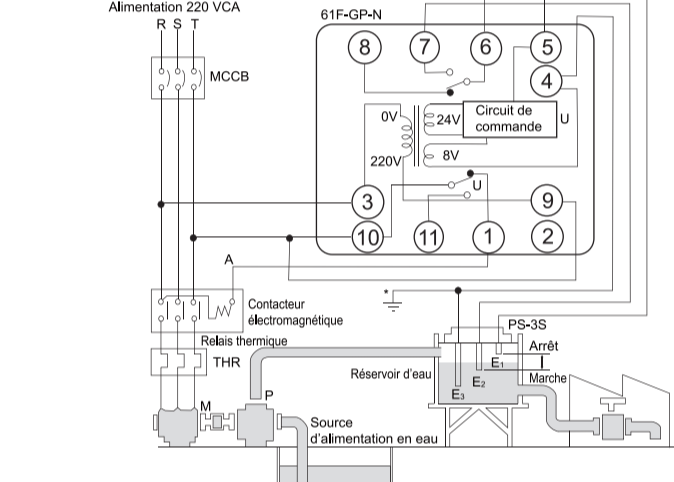 Alimentation 220 VCA
R S T
61F-GP-N
8
7
6
5
4
MCCB
0V
24V
Circuit de
commande
U
220V
8V
3
U
9
10
11
1
2
A
*
Contacteur
électromagnétique
PS-3S
Relais thermique
THR
Arrêt
E1
Réservoir d'eau
E2
Marche
E3
M
P
Source
d'alimentation en eau